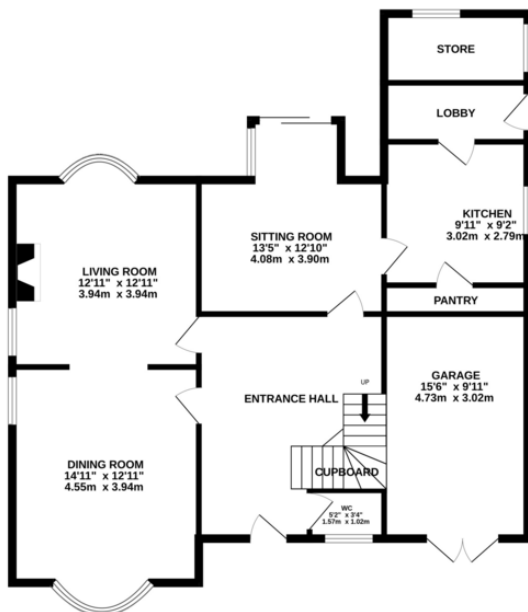 STORE
LOBBY
KITCHEN
9'11" x 9'2"
3.02m x 2.79m
SITTING ROOM
13'5" x 12'10"
4.08m x 3.90m
LIVING ROOM
12'11" x 12'11"
3.94m x 3.94m
PANTRY
GARAGE
15'6" x 9'11"
4.73m x 3.02m
UP
ENTRANCE HALL
DINING ROOM
14'11" x 12'11"
4.55m x 3.94m
CUPBOARD
WC
5'2" x 3'4"
1.57m x 1.02m